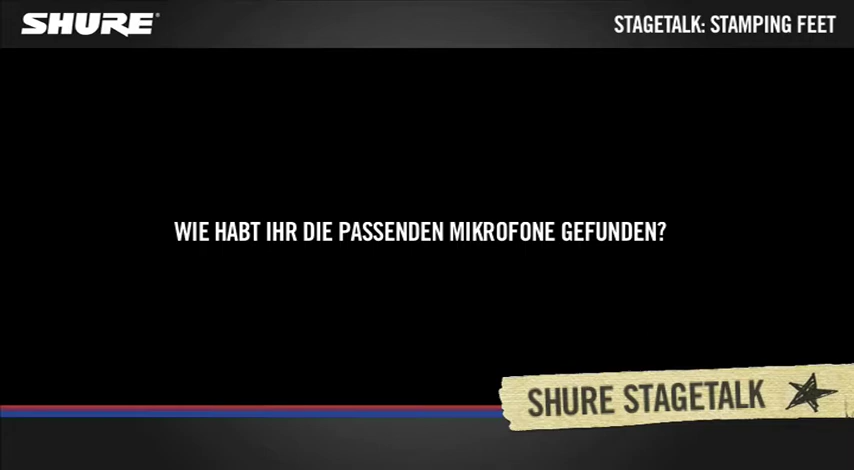 SHURE
STAGETALK: STAMPING FEET
WIE HABT IHR DIE PASSENDEN MIKROFONE GEFUNDEN?
SHURE STAGETALK